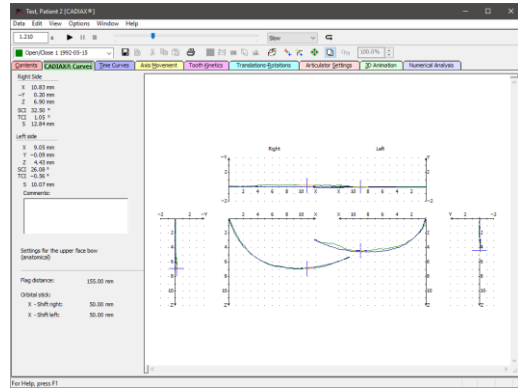 Test, Patient 2 [CADIAX®]
Data Edit View Options Window Help
1.210 s Slow
Open/Close 1 1992-03-15 100.0%
Contents CADIAX® Curves Time Curves Axis Movement Tooth Kinetics Translations-Rotations Articulator Settings 3D Animation Numerical Analysis
Right Side
X 10.83 mm
-Y 0.20 mm
Z 6.90 mm
SCI 32.50 °
TCI 1.05 °
S 12.84 mm
Left side
X 9.05 mm
Y -0.09 mm
Z 4.43 mm
SCI 26.08 °
TCI -0.56 °
S 10.07 mm
Comments:
Settings for the upper face bow
(anatomical)
Flag distance: 155.00 mm
Orbital stick:
X - Shift right: 50.00 mm
X - Shift left: 50.00 mm
Right Left
For Help, press F1